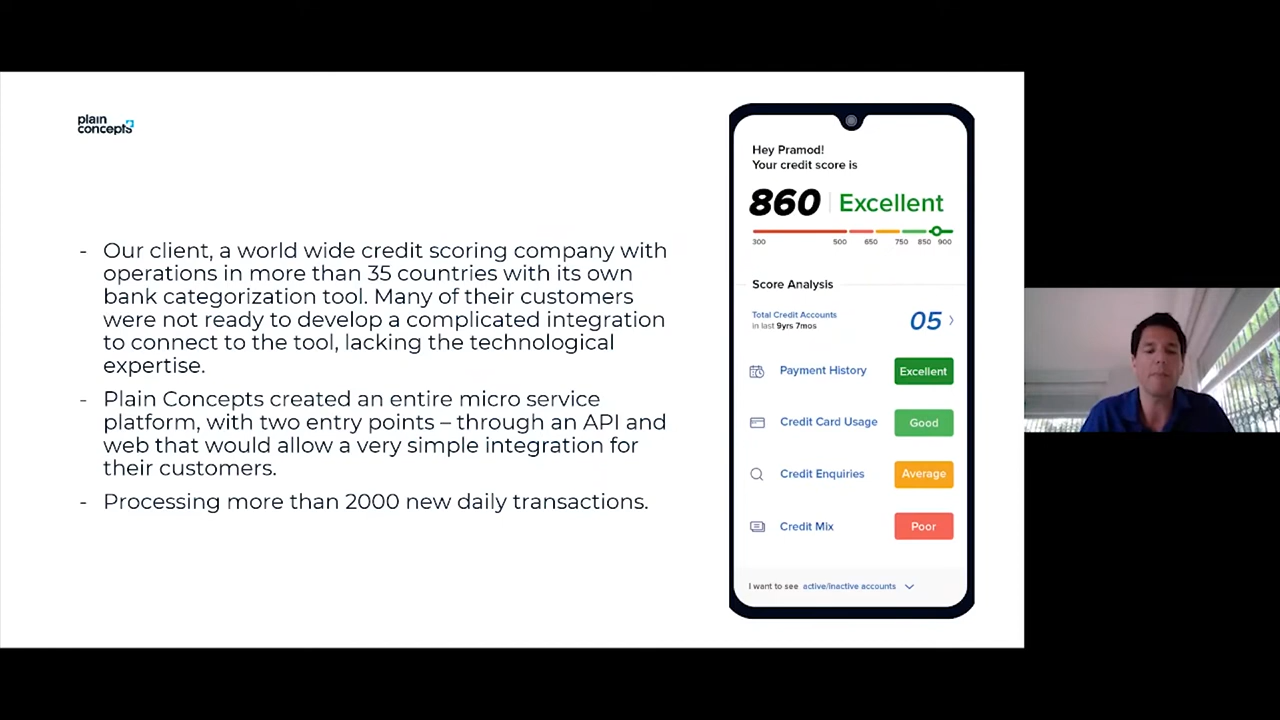 plain
concepts
- Our client, a world wide credit scoring company with
operations in more than 35 countries with its own
bank categorization tool. Many of their customers
were not ready to develop a complicated integration
to connect to the tool, lacking the technological
expertise.
- Plain Concepts created an entire micro service
platform, with two entry points – through an API and
web that would allow a very simple integration for
their customers.
- Processing more than 2000 new daily transactions.
Hey Pramod!
Your credit score is
860 Excellent
300 500 650 750 850 900
Score Analysis
Total Credit Accounts
in last 9yrs 7mos
05
Payment History Excellent
Credit Card Usage Good
Credit Enquiries Average
Credit Mix Poor
I want to see active/inactive accounts